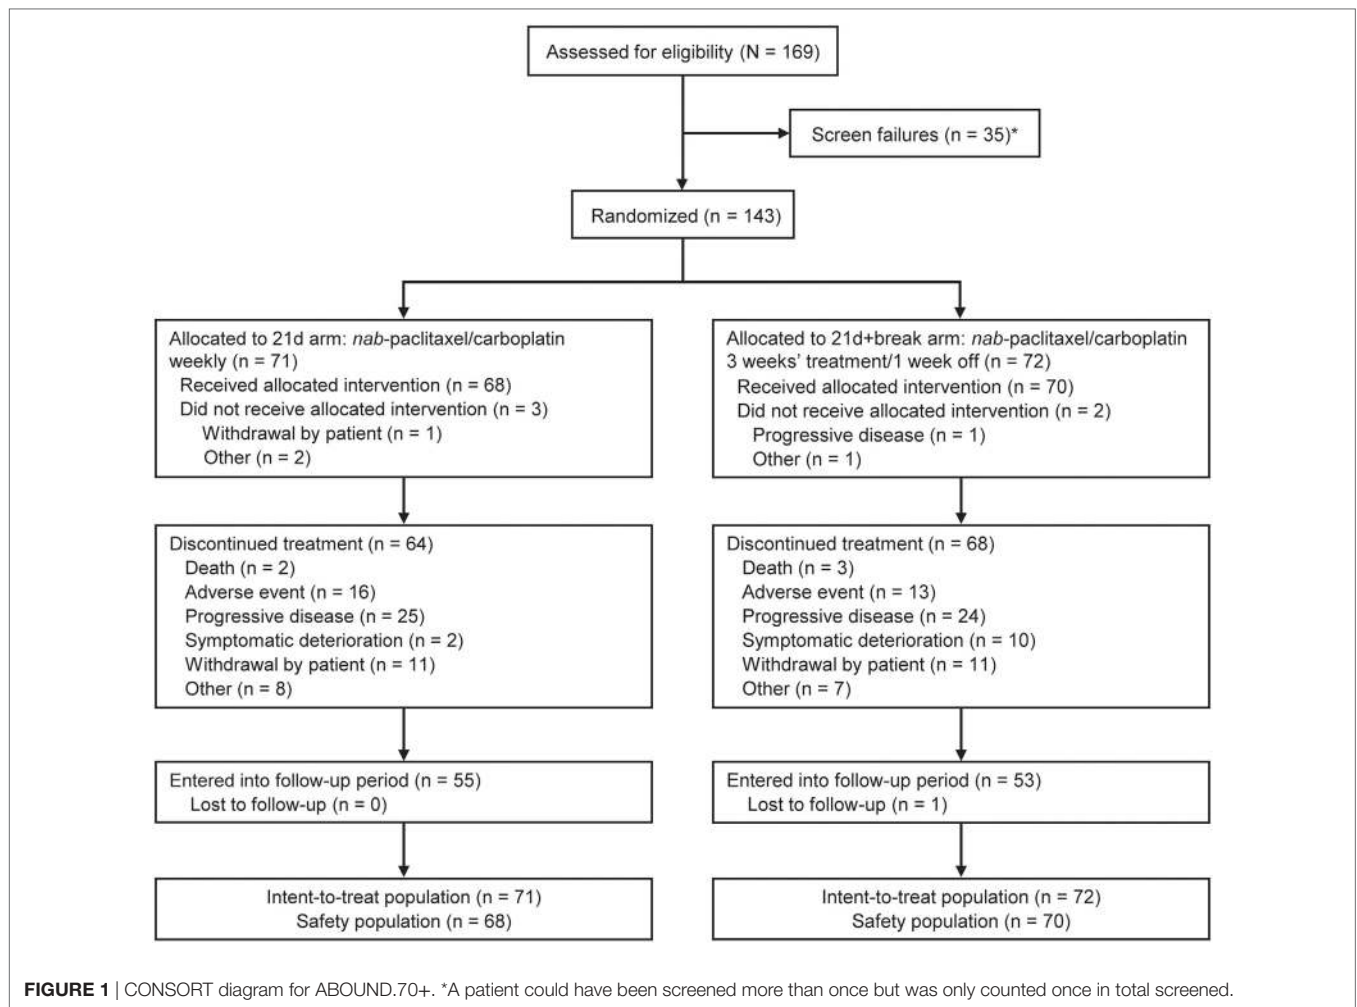 Assessed for eligibility (N = 169)
Screen failures (n = 35)*
Randomized (n = 143)
Allocated to 21d arm: nab-paclitaxel/carboplatin
weekly (n = 71)
Received allocated intervention (n = 68)
Did not receive allocated intervention (n = 3)
Withdrawal by patient (n = 1)
Other (n = 2)
Allocated to 21d+break arm: nab-paclitaxel/carboplatin
3 weeks' treatment/1 week off (n = 72)
Received allocated intervention (n = 70)
Did not receive allocated intervention (n = 2)
Progressive disease (n = 1)
Other (n = 1)
Discontinued treatment (n = 64)
Death (n = 2)
Adverse event (n = 16)
Progressive disease (n = 25)
Symptomatic deterioration (n = 2)
Withdrawal by patient (n = 11)
Other (n = 8)
Discontinued treatment (n = 68)
Death (n = 3)
Adverse event (n = 13)
Progressive disease (n = 24)
Symptomatic deterioration (n = 10)
Withdrawal by patient (n = 11)
Other (n = 7)
Entered into follow-up period (n = 55)
Lost to follow-up (n = 0)
Entered into follow-up period (n = 53)
Lost to follow-up (n = 1)
Intent-to-treat population (n = 71)
Safety population (n = 68)
Intent-to-treat population (n = 72)
Safety population (n = 70)
FIGURE 1 | CONSORT diagram for ABOUND.70+. *A patient could have been screened more than once but was only counted once in total screened.